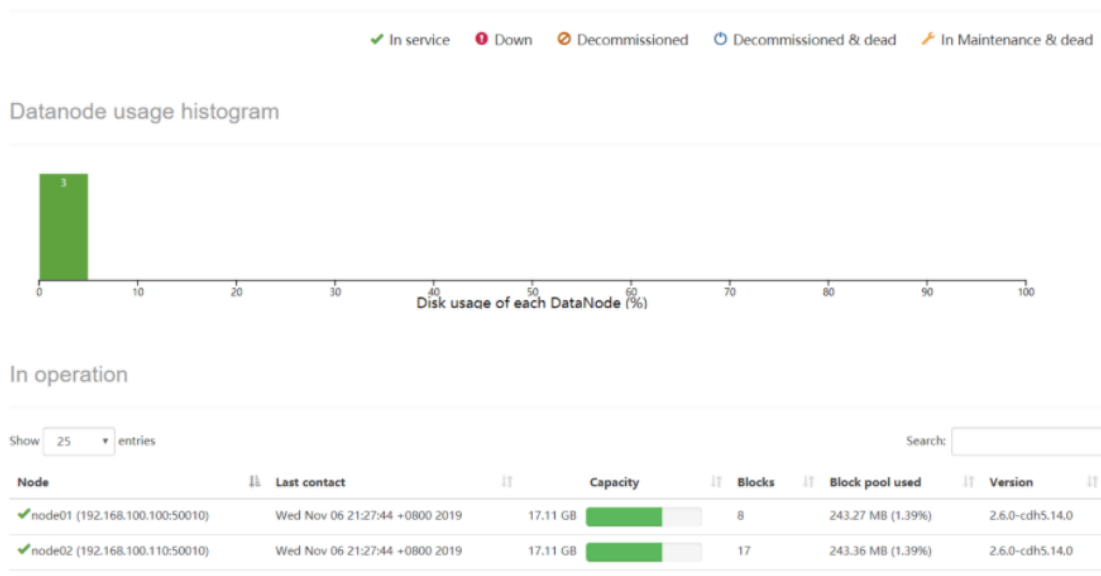 In service Down Decommissioned Decommissioned & dead In Maintenance & dead
Datanode usage histogram
3
0 10 20 30 40 50 60 70 80 90 100
Disk usage of each DataNode (%)
In operation
Show 25 entries Search:
Node Last contact Capacity Blocks Block pool used Version
node01 (192.168.100.100:50010) Wed Nov 06 21:27:44 +0800 2019 17.11 GB 8 243.27 MB (1.39%) 2.6.0-cdh5.14.0
node02 (192.168.100.110:50010) Wed Nov 06 21:27:44 +0800 2019 17.11 GB 17 243.36 MB (1.39%) 2.6.0-cdh5.14.0